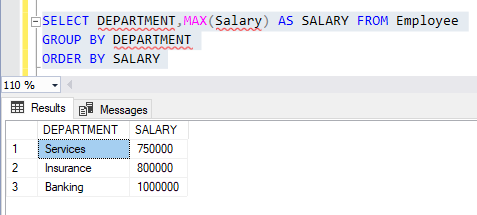 SELECT DEPARTMENT,MAX(Salary) AS SALARY FROM Employee
GROUP BY DEPARTMENT
ORDER BY SALARY
110 %
Results Messages
DEPARTMENT SALARY
1 Services 750000
2 Insurance 800000
3 Banking 1000000